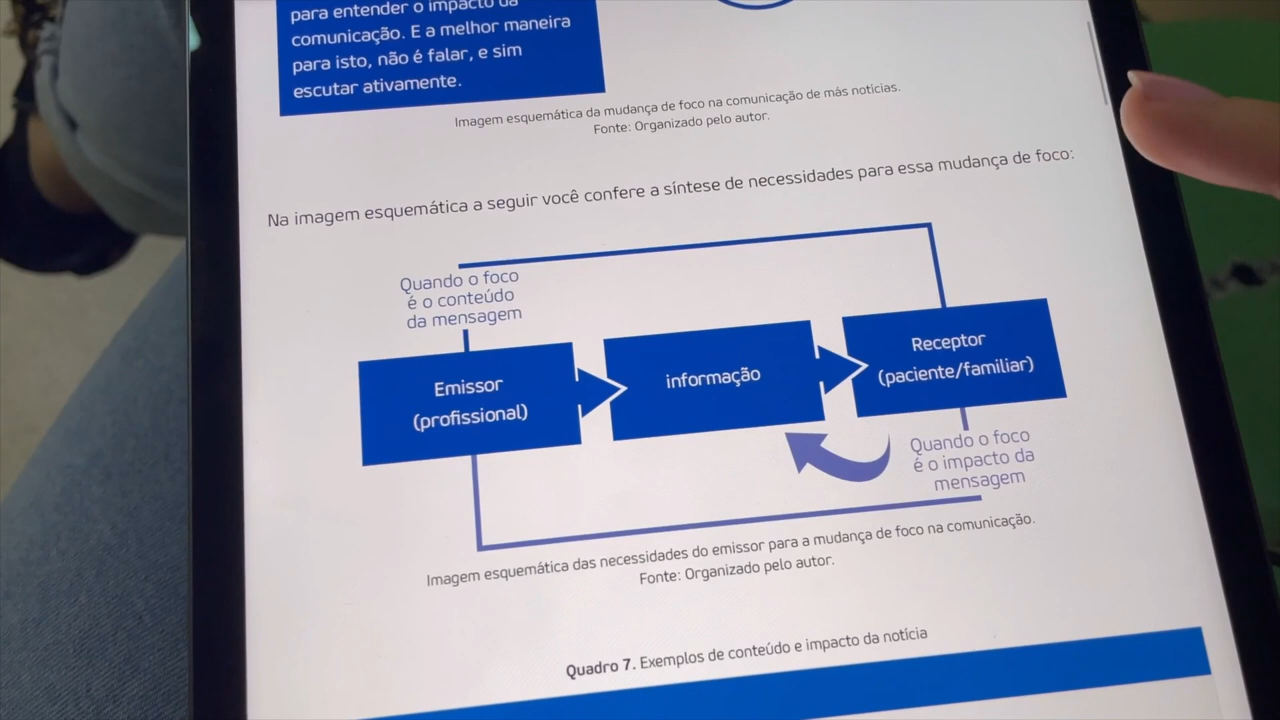 para entender o impacto da
comunicação. E a melhor maneira
para isto, não é falar, e sim
escutar ativamente.
Imagem esquemática da mudança de foco na comunicação de más notícias.
Fonte: Organizado pelo autor.
Na imagem esquemática a seguir você confere a síntese de necessidades para essa mudança de foco:
Quando o foco
é o conteúdo
da mensagem
Emissor
(profissional)
informação
Receptor
(paciente/familiar)
Quando o foco
é o impacto da
mensagem
Imagem esquemática das necessidades do emissor para a mudança de foco na comunicação.
Fonte: Organizado pelo autor.
Quadro 7. Exemplos de conteúdo e impacto da notícia